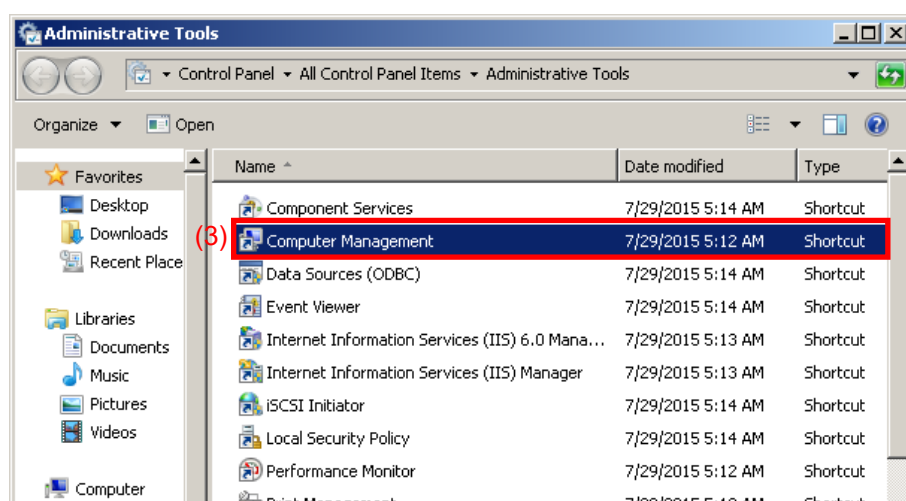 Administrative Tools
Control Panel All Control Panel Items Administrative Tools
Organize Open
Favorites
Desktop
Downloads
Recent Place
Libraries
Documents
Music
Pictures
Videos
Computer
Name Date modified Type
Component Services 7/29/2015 5:14 AM Shortcut
(3) Computer Management 7/29/2015 5:12 AM Shortcut
Data Sources (ODBC) 7/29/2015 5:14 AM Shortcut
Event Viewer 7/29/2015 5:14 AM Shortcut
Internet Information Services (IIS) 6.0 Mana... 7/29/2015 5:13 AM Shortcut
Internet Information Services (IIS) Manager 7/29/2015 5:13 AM Shortcut
iSCSI Initiator 7/29/2015 5:14 AM Shortcut
Local Security Policy 7/29/2015 5:14 AM Shortcut
Performance Monitor 7/29/2015 5:12 AM Shortcut